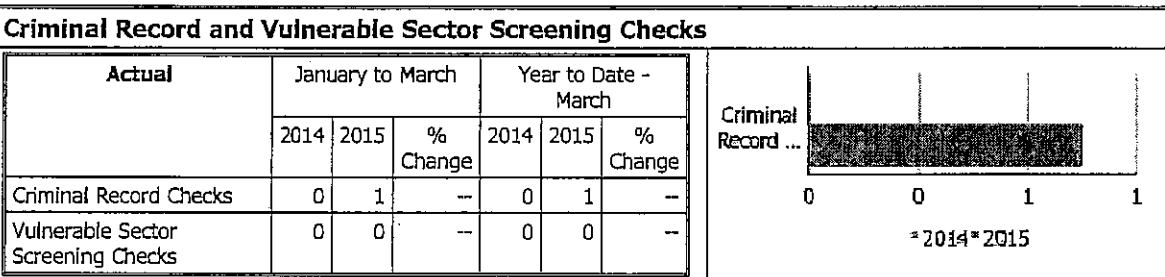 Criminal Record and Vulnerable Sector Screening Checks
Actual January to March Year to Date -
March
2014 2015 % 2014 2015 %
Change Change
Criminal Record Checks 0 1 -- 0 1 --
Vulnerable Sector 0 0 -- 0 0 --
Screening Checks
Criminal
Record ...
0 0 1 1
2014 2015